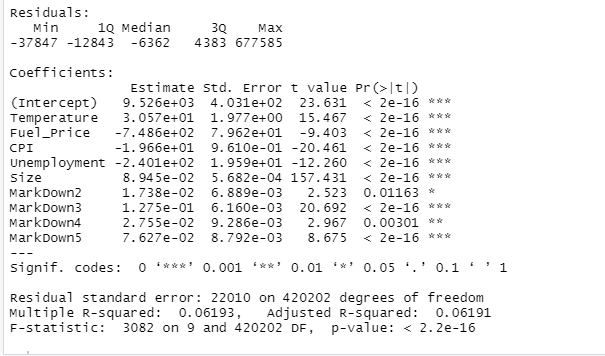 Residuals:
   Min     1Q Median     3Q    Max
-37847 -12843  -6362   4383 677585

Coefficients:
               Estimate Std. Error t value Pr(>|t|)
(Intercept)   9.526e+03  4.031e+02  23.631  < 2e-16 ***
Temperature   3.057e+01  1.977e+00  15.467  < 2e-16 ***
Fuel_Price   -7.486e+02  7.962e+01  -9.403  < 2e-16 ***
CPI          -1.966e+01  9.610e-01 -20.461  < 2e-16 ***
Unemployment -2.401e+02  1.959e+01 -12.260  < 2e-16 ***
Size          8.945e-02  5.682e-04 157.431  < 2e-16 ***
MarkDown2     1.738e-02  6.889e-03   2.523  0.01163 *
MarkDown3     1.275e-01  6.160e-03  20.692  < 2e-16 ***
MarkDown4     2.755e-02  9.286e-03   2.967  0.00301 **
MarkDown5     7.627e-02  8.792e-03   8.675  < 2e-16 ***
---
Signif. codes:  0 ‘***’ 0.001 ‘**’ 0.01 ‘*’ 0.05 ‘.’ 0.1 ‘ ’ 1

Residual standard error: 22010 on 420202 degrees of freedom
Multiple R-squared:  0.06193,   Adjusted R-squared:  0.06191
F-statistic:  3082 on 9 and 420202 DF,  p-value: < 2.2e-16